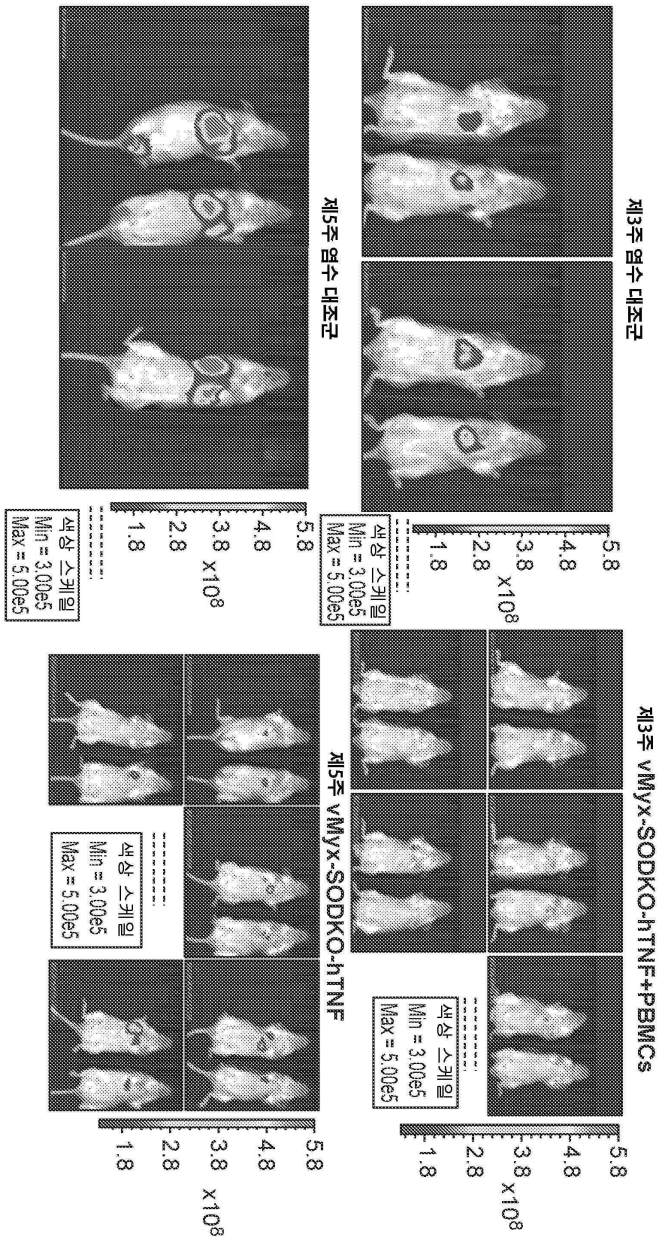 제3주 염수 대조군
5.8
4.8
3.8
2.8
1.8
x10⁸
색상 스케일
Min = 3.00e5
Max = 5.00e5
제3주 vMyx-SODKO-hTNF+PBMCs
색상 스케일
Min = 3.00e5
Max = 5.00e5
5.8
4.8
3.8
2.8
1.8
x10⁸
제5주 염수 대조군
5.8
4.8
3.8
2.8
1.8
x10⁸
색상 스케일
Min = 3.00e5
Max = 5.00e5
제5주 vMyx-SODKO-hTNF
색상 스케일
Min = 3.00e5
Max = 5.00e5
5.8
4.8
3.8
2.8
1.8
x10⁸